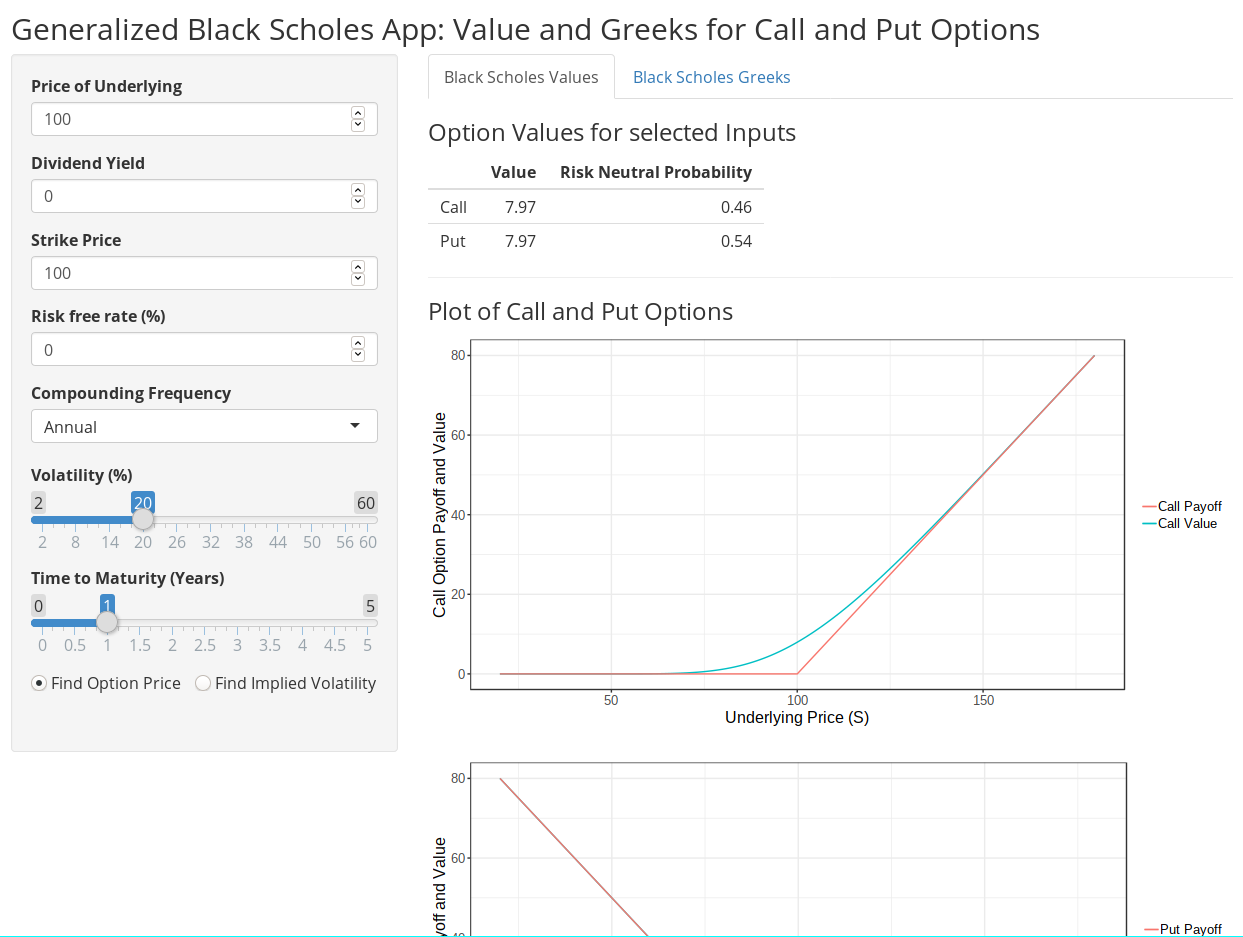 Generalized Black Scholes App: Value and Greeks for Call and Put Options
Price of Underlying
100
Dividend Yield
0
Strike Price
100
Risk free rate (%)
0
Compounding Frequency
Annual
Volatility (%)
2 20 60
2 8 14 20 26 32 38 44 50 56 60
Time to Maturity (Years)
0 1 5
0 0.5 1 1.5 2 2.5 3 3.5 4 4.5 5
Find Option Price Find Implied Volatility
Black Scholes Values Black Scholes Greeks
Option Values for selected Inputs
Value Risk Neutral Probability
Call 7.97 0.46
Put 7.97 0.54
Plot of Call and Put Options
Call Option Payoff and Value
80
60
40
20
0
50 100 150
Underlying Price (S)
Call Payoff
Call Value
yoff and Value
80
60
40
Put Payoff